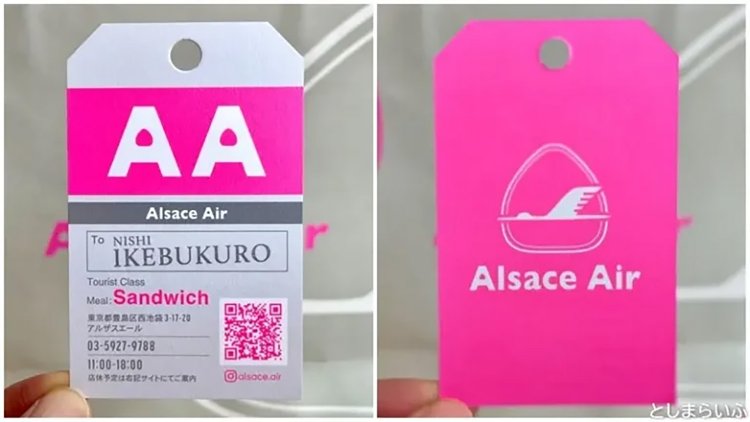 AA
Alsace Air
To NISHI
IKEBUKURO
Tourist Class
Meal: Sandwich
東京都豊島区西池袋3-17-20
アルザスエール
03-5927-9788
11:00-18:00
店休予定は右記サイトにてご案内
alsace.air
Alsace Air
としまらいふ